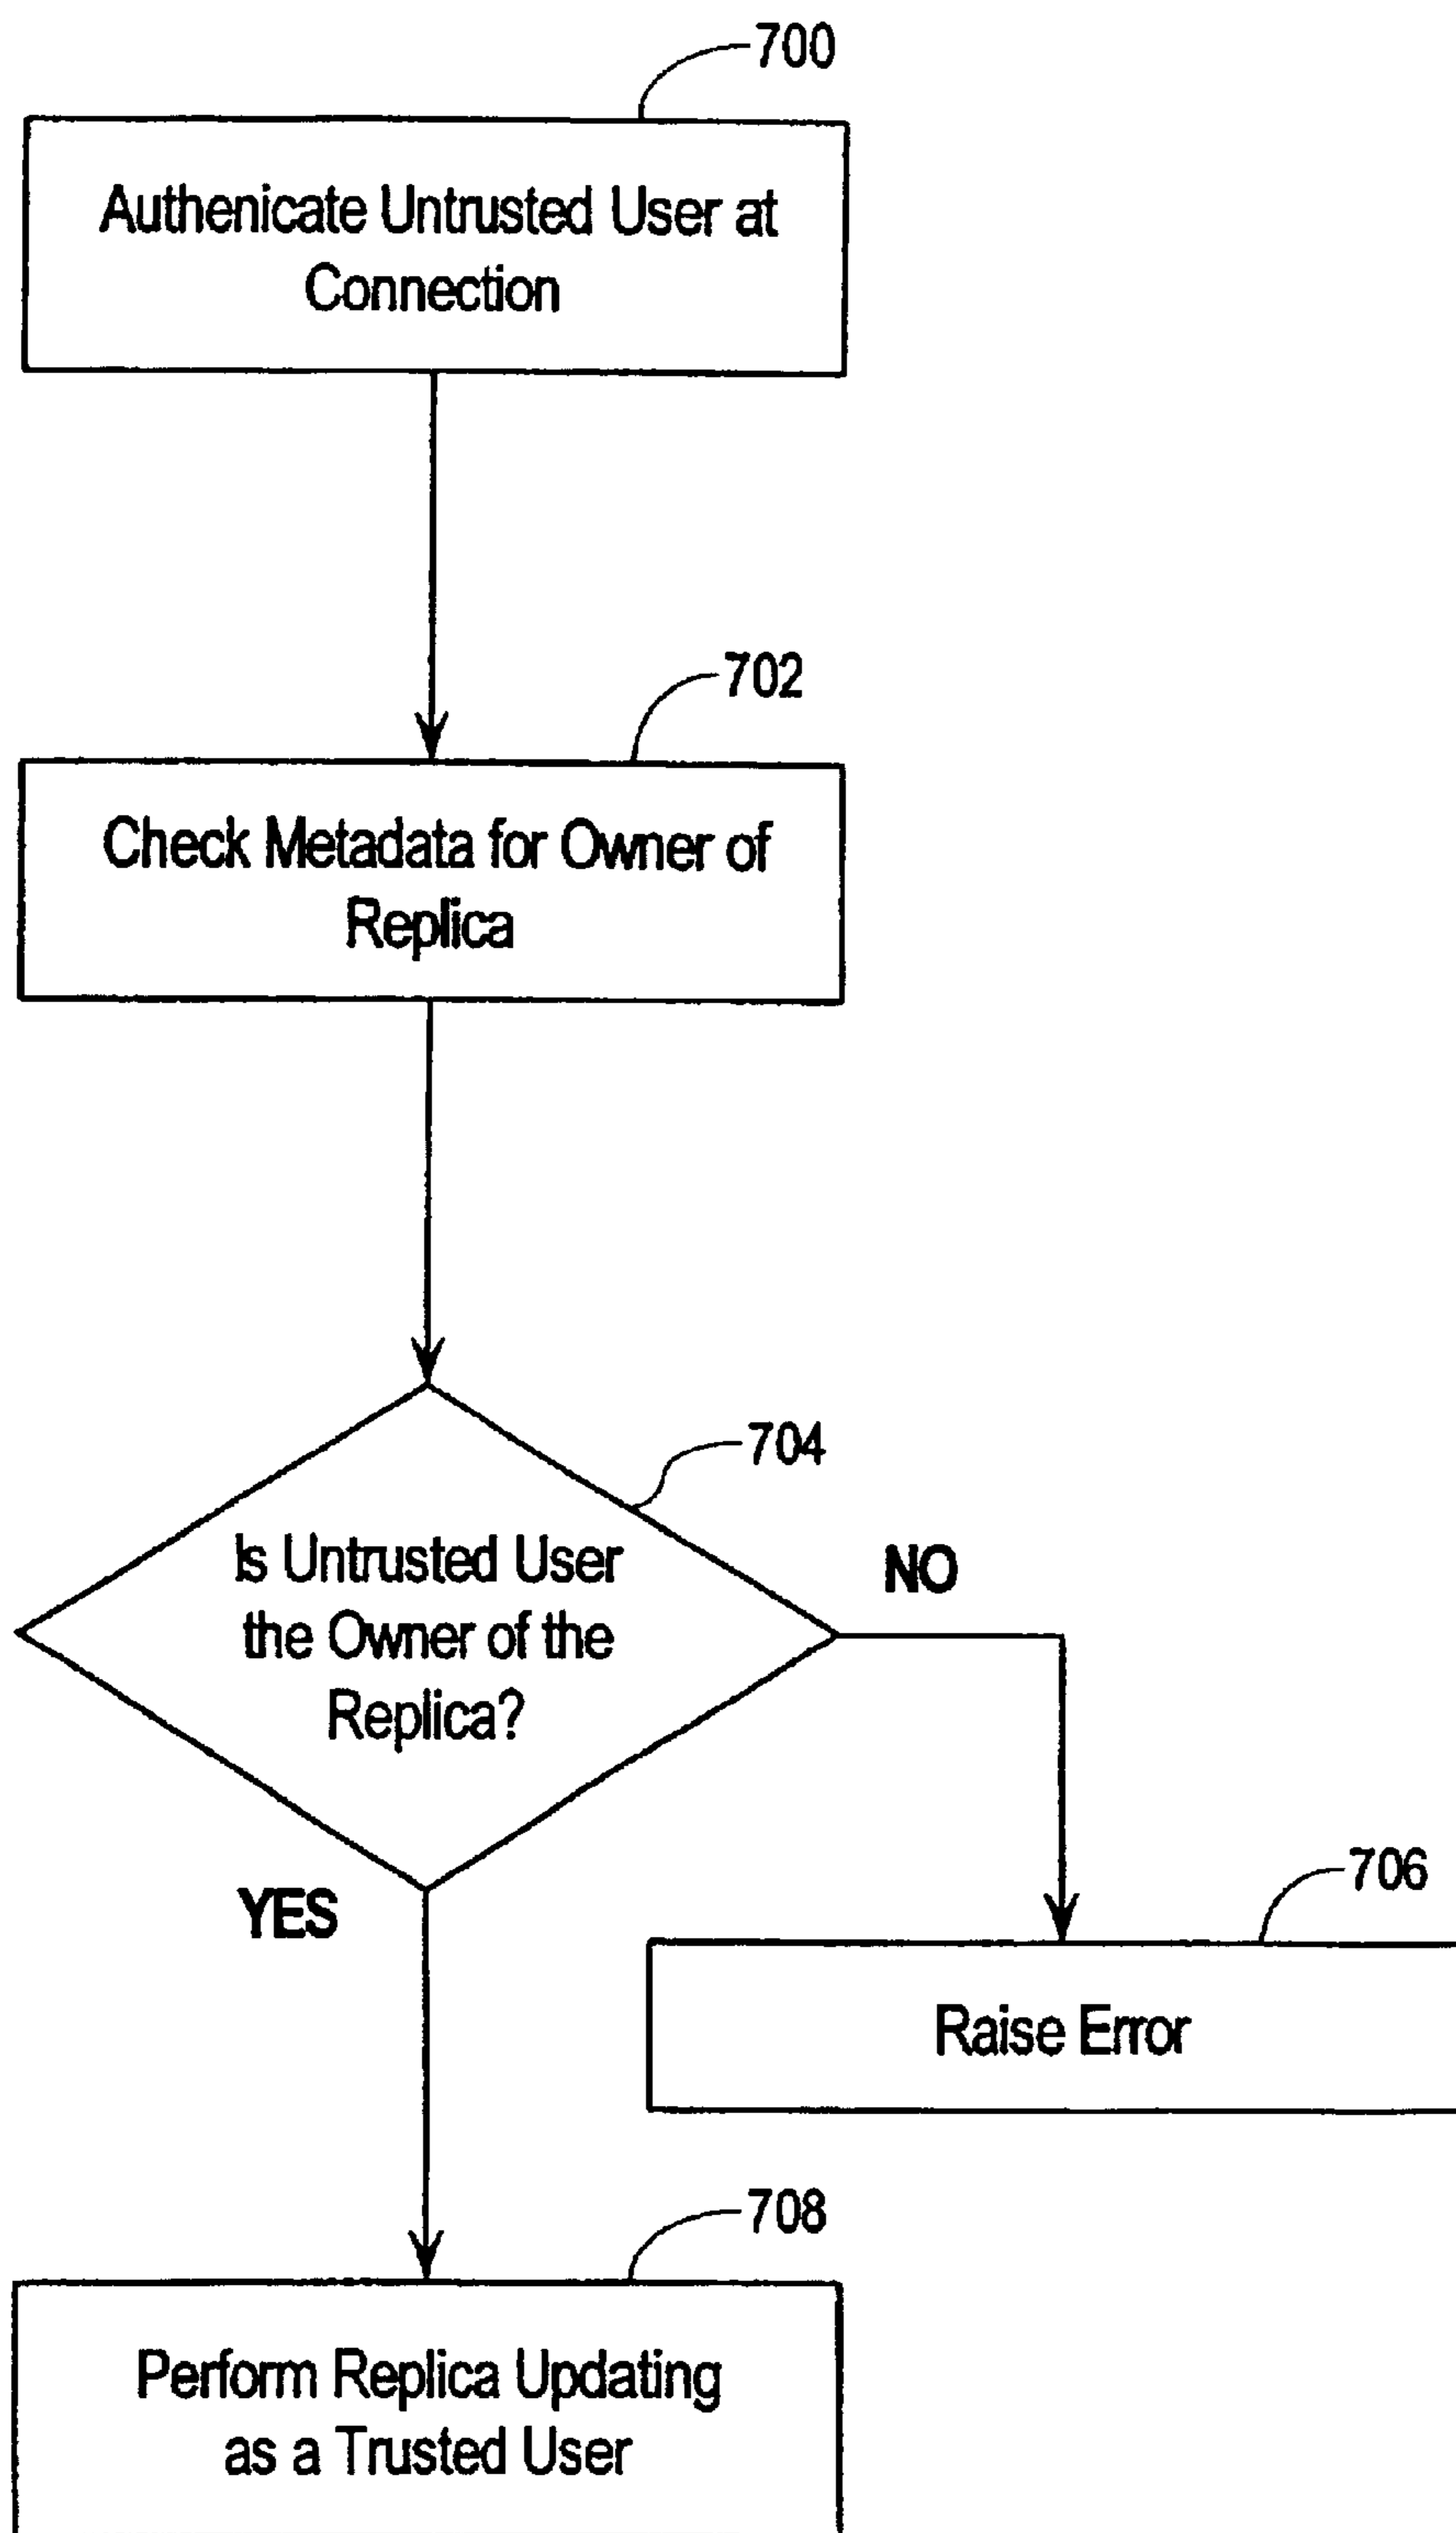 700
Authenicate Untrusted User at
Connection
702
Check Metadata for Owner of
Replica
704
Is Untrusted User
the Owner of the
Replica?
NO
YES
706
Raise Error
708
Perform Replica Updating
as a Trusted User